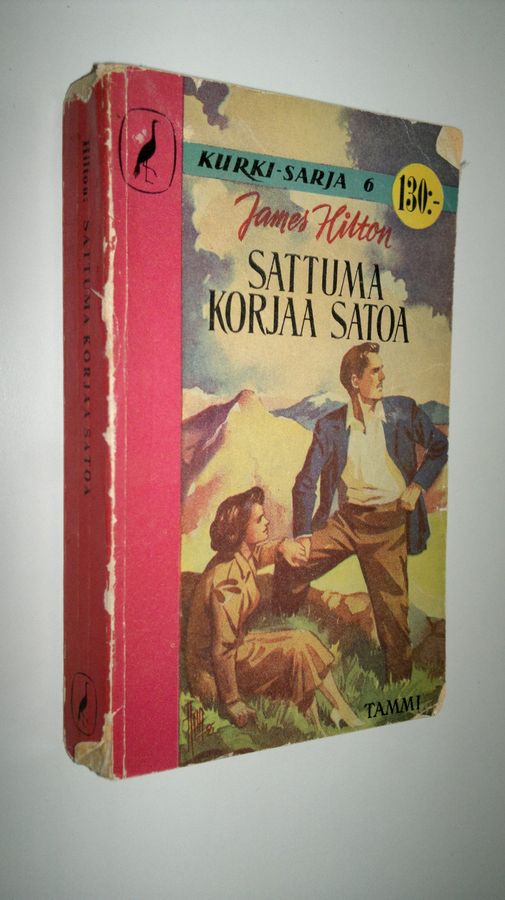 KURKI-SARJA 6
130:-
James Hilton
SATTUMA
KORJAA SATOA
TAMMI
Hilton: SATTUMA KORJAA SATOA